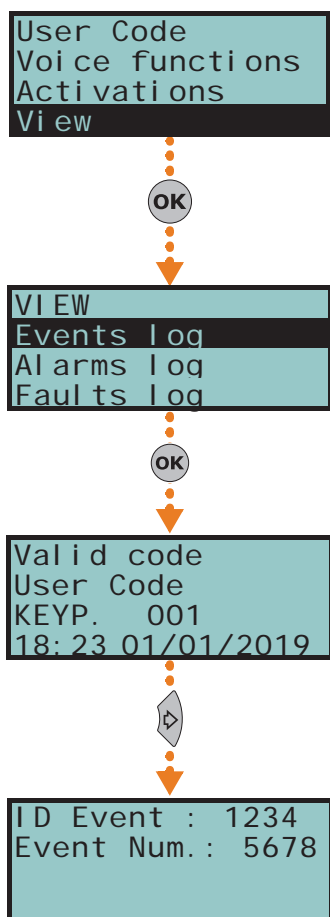 User Code
Voice functions
Activations
View
OK
VIEW
Events log
Alarms log
Faults log
OK
Valid code
User Code
KEYP. 001
18:23 01/01/2019
ID Event : 1234
Event Num.: 5678